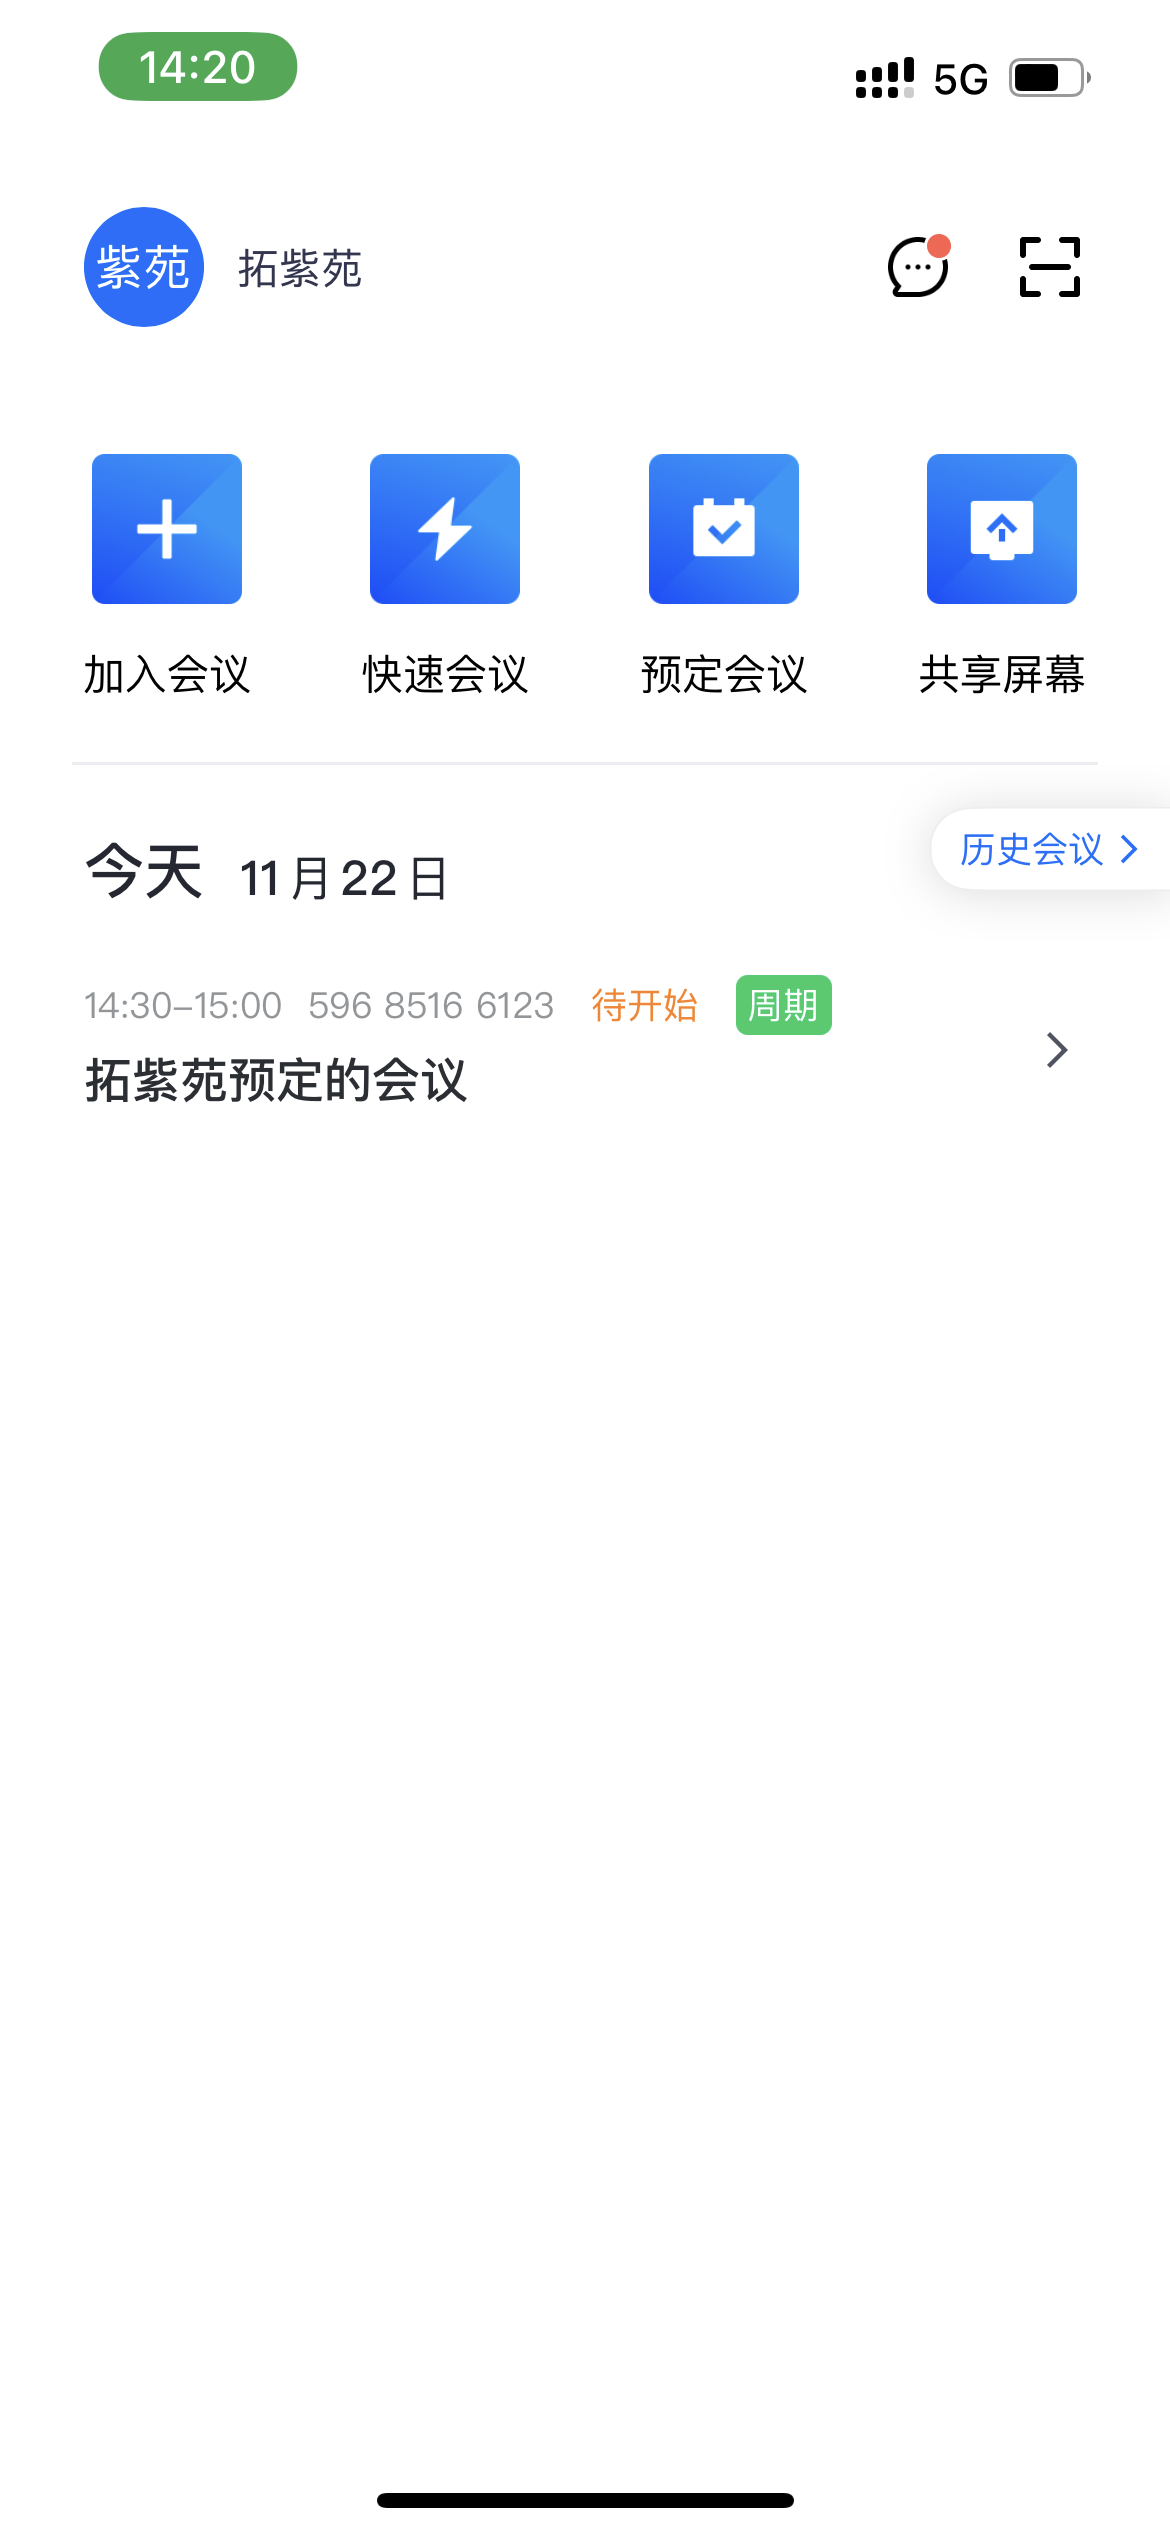 14:20 5G
紫苑 拓紫苑
加入会议 快速会议 预定会议 共享屏幕
历史会议
今天 11月22日
14:30-15:00 596 8516 6123 待开始 周期
拓紫苑预定的会议